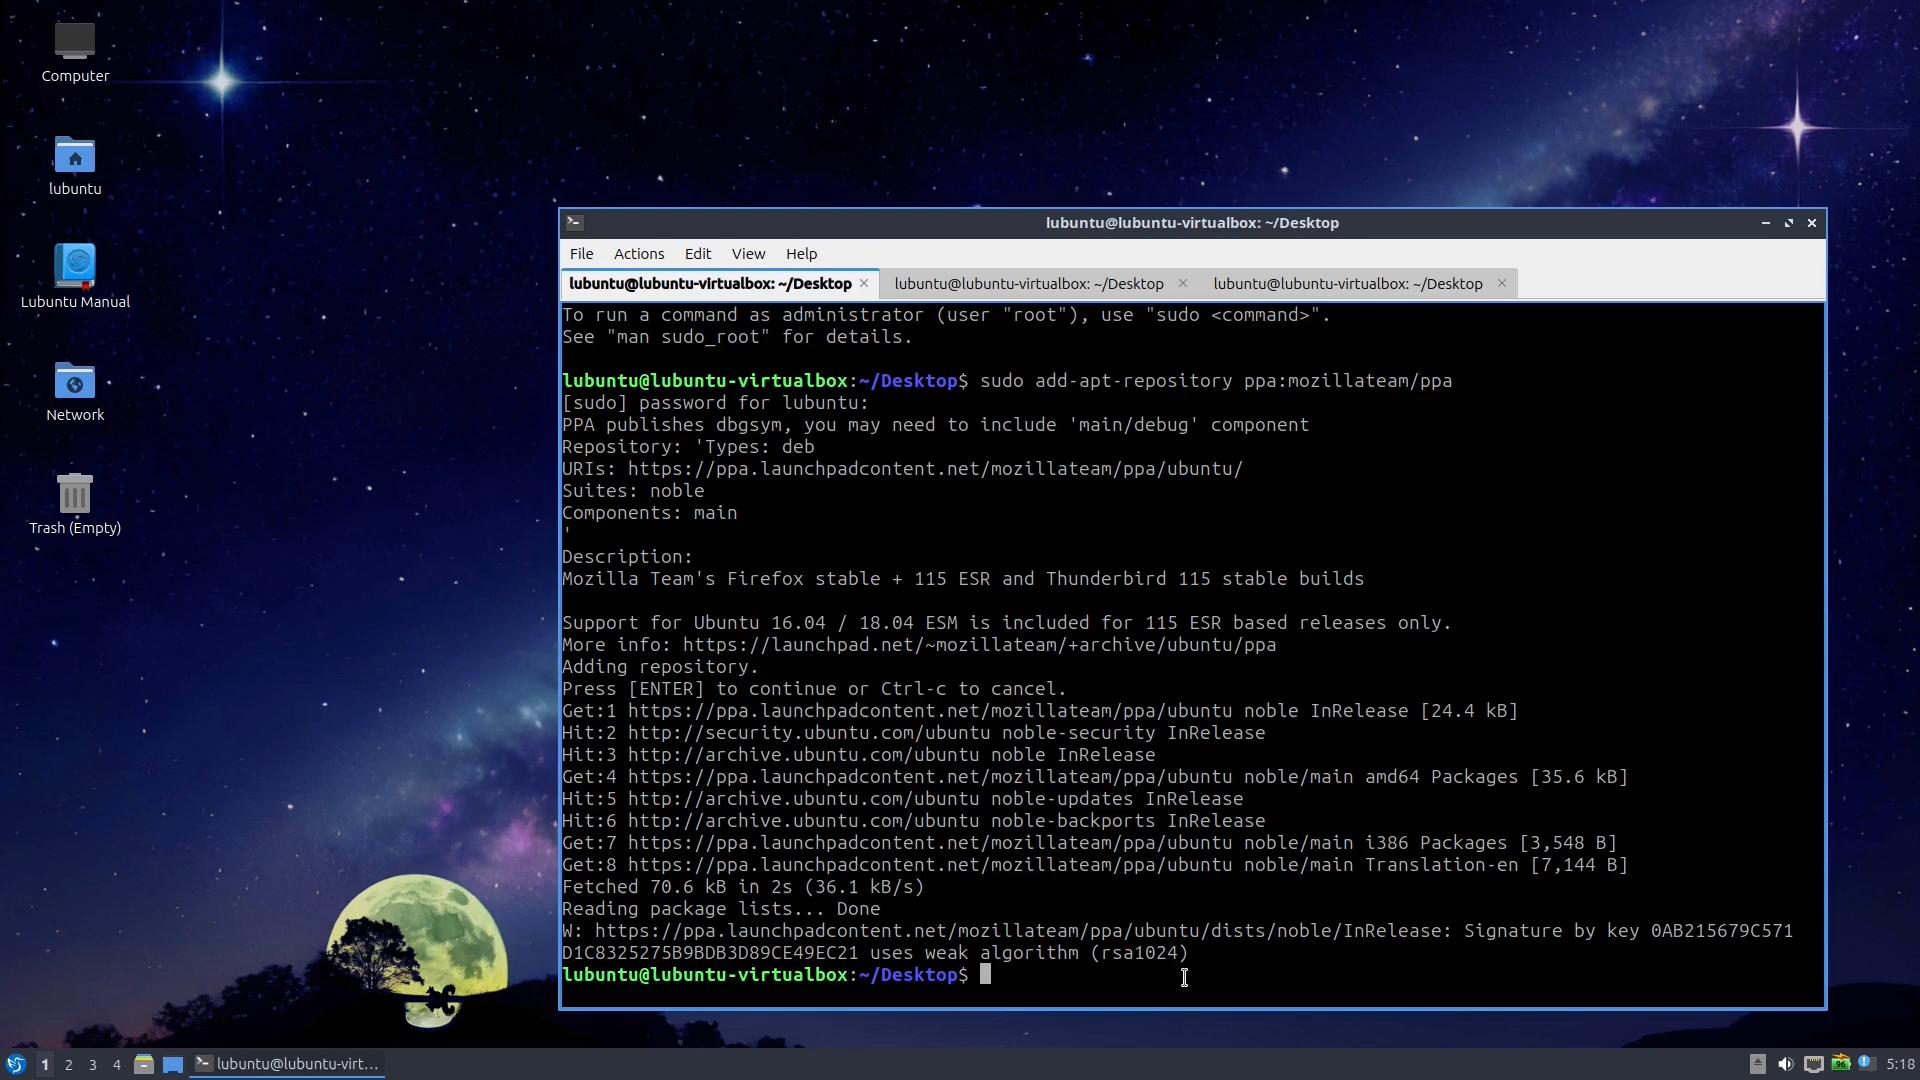 Computer
lubuntu
Lubuntu Manual
Network
Trash (Empty)
lubuntu@lubuntu-virtualbox: ~/Desktop
File Actions Edit View Help
lubuntu@lubuntu-virtualbox: ~/Desktop lubuntu@lubuntu-virtualbox: ~/Desktop lubuntu@lubuntu-virtualbox: ~/Desktop
To run a command as administrator (user "root"), use "sudo <command>".
See "man sudo_root" for details.
lubuntu@lubuntu-virtualbox:~/Desktop$ sudo add-apt-repository ppa:mozillateam/ppa
[sudo] password for lubuntu:
PPA publishes dbgsym, you may need to include 'main/debug' component
Repository: 'Types: deb
URIs: https://ppa.launchpadcontent.net/mozillateam/ppa/ubuntu/
Suites: noble
Components: main
'
Description:
Mozilla Team's Firefox stable + 115 ESR and Thunderbird 115 stable builds
Support for Ubuntu 16.04 / 18.04 ESM is included for 115 ESR based releases only.
More info: https://launchpad.net/~mozillateam/+archive/ubuntu/ppa
Adding repository.
Press [ENTER] to continue or Ctrl-c to cancel.
Get:1 https://ppa.launchpadcontent.net/mozillateam/ppa/ubuntu noble InRelease [24.4 kB]
Hit:2 http://security.ubuntu.com/ubuntu noble-security InRelease
Hit:3 http://archive.ubuntu.com/ubuntu noble InRelease
Get:4 https://ppa.launchpadcontent.net/mozillateam/ppa/ubuntu noble/main amd64 Packages [35.6 kB]
Hit:5 http://archive.ubuntu.com/ubuntu noble-updates InRelease
Hit:6 http://archive.ubuntu.com/ubuntu noble-backports InRelease
Get:7 https://ppa.launchpadcontent.net/mozillateam/ppa/ubuntu noble/main i386 Packages [3,548 B]
Get:8 https://ppa.launchpadcontent.net/mozillateam/ppa/ubuntu noble/main Translation-en [7,144 B]
Fetched 70.6 kB in 2s (36.1 kB/s)
Reading package lists... Done
W: https://ppa.launchpadcontent.net/mozillateam/ppa/ubuntu/dists/noble/InRelease: Signature by key 0AB215679C571
D1C8325275B9BDB3D89CE49EC21 uses weak algorithm (rsa1024)
lubuntu@lubuntu-virtualbox:~/Desktop$
1 2 3 4 lubuntu@lubuntu-virt... 96 5:18